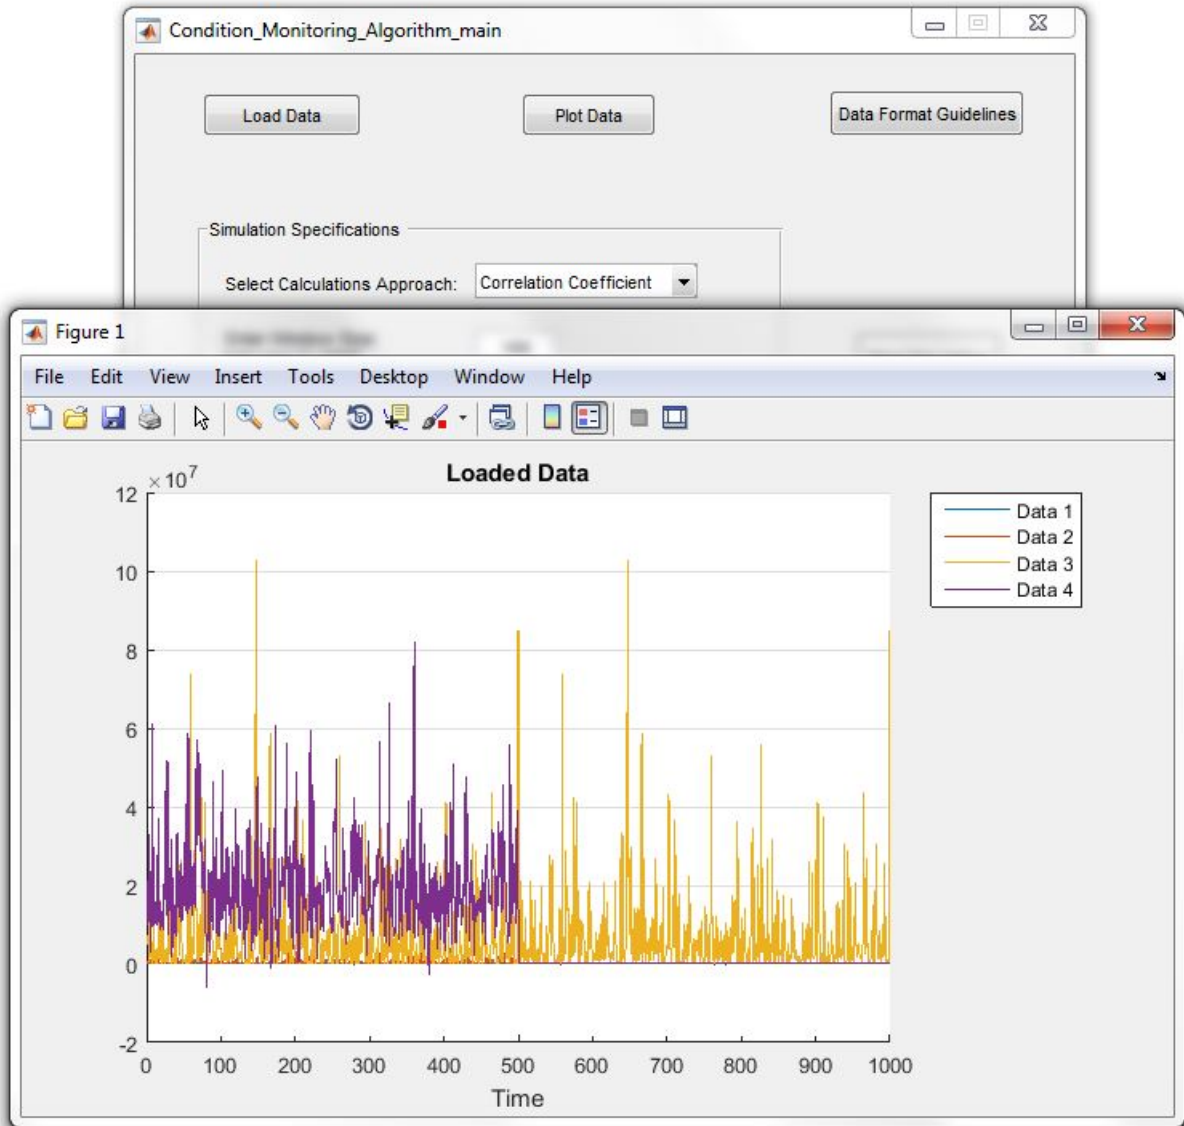 Condition_Monitoring_Algorithm_main
Load Data
Plot Data
Data Format Guidelines
Simulation Specifications
Select Calculations Approach:
Correlation Coefficient
Figure 1
File Edit View Insert Tools Desktop Window Help
Loaded Data
×10⁷
12
10
8
6
4
2
0
-2
0 100 200 300 400 500 600 700 800 900 1000
Time
Data 1
Data 2
Data 3
Data 4